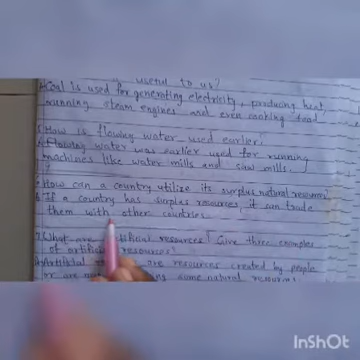 useful to us?
Coal is used for generating electricity, producing heat,
running steam engines and even cooking food
How is flowing water used earlier.
Flowing water was earlier used for running
machines like water mills and saw mills.
How can a country utilize its surplus natural resources?
If a country has surplus resources, it can trade
them with other countries.
7. What are resources? Give three examples
of resources?
Artificial are resources created by people
some natural resources
InShOt